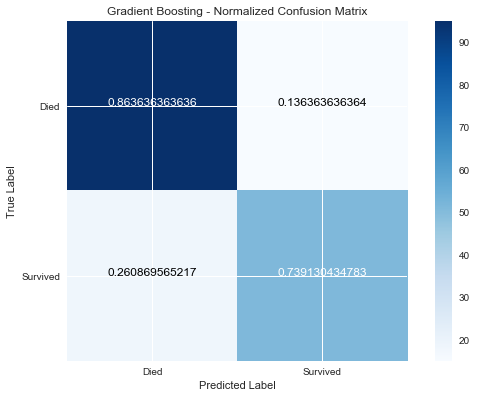 Gradient Boosting - Normalized Confusion Matrix
Died
0.863636363636
0.136363636364
Survived
0.260869565217
0.739130434783
Died
Survived
True Label
Predicted Label
90
80
70
60
50
40
30
20